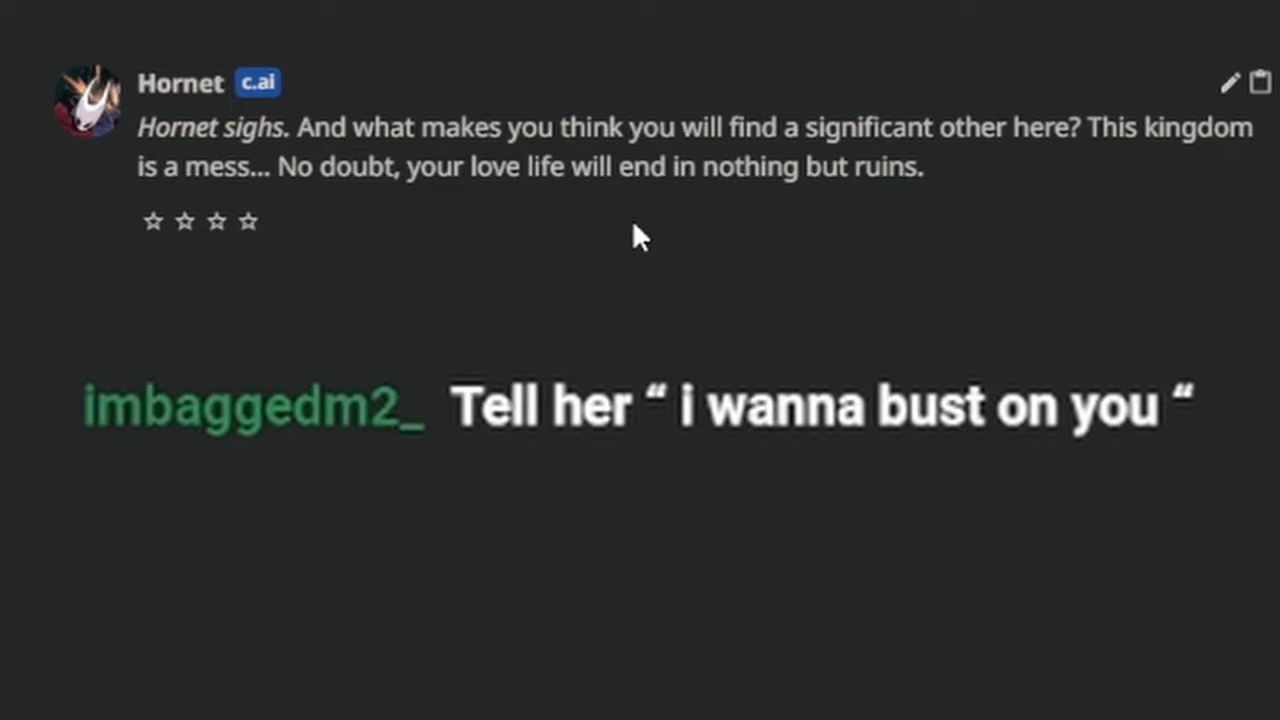 Hornet c.ai
Hornet sighs. And what makes you think you will find a significant other here? This kingdom
is a mess... No doubt, your love life will end in nothing but ruins.
imbaggedm2_ Tell her “ i wanna bust on you “